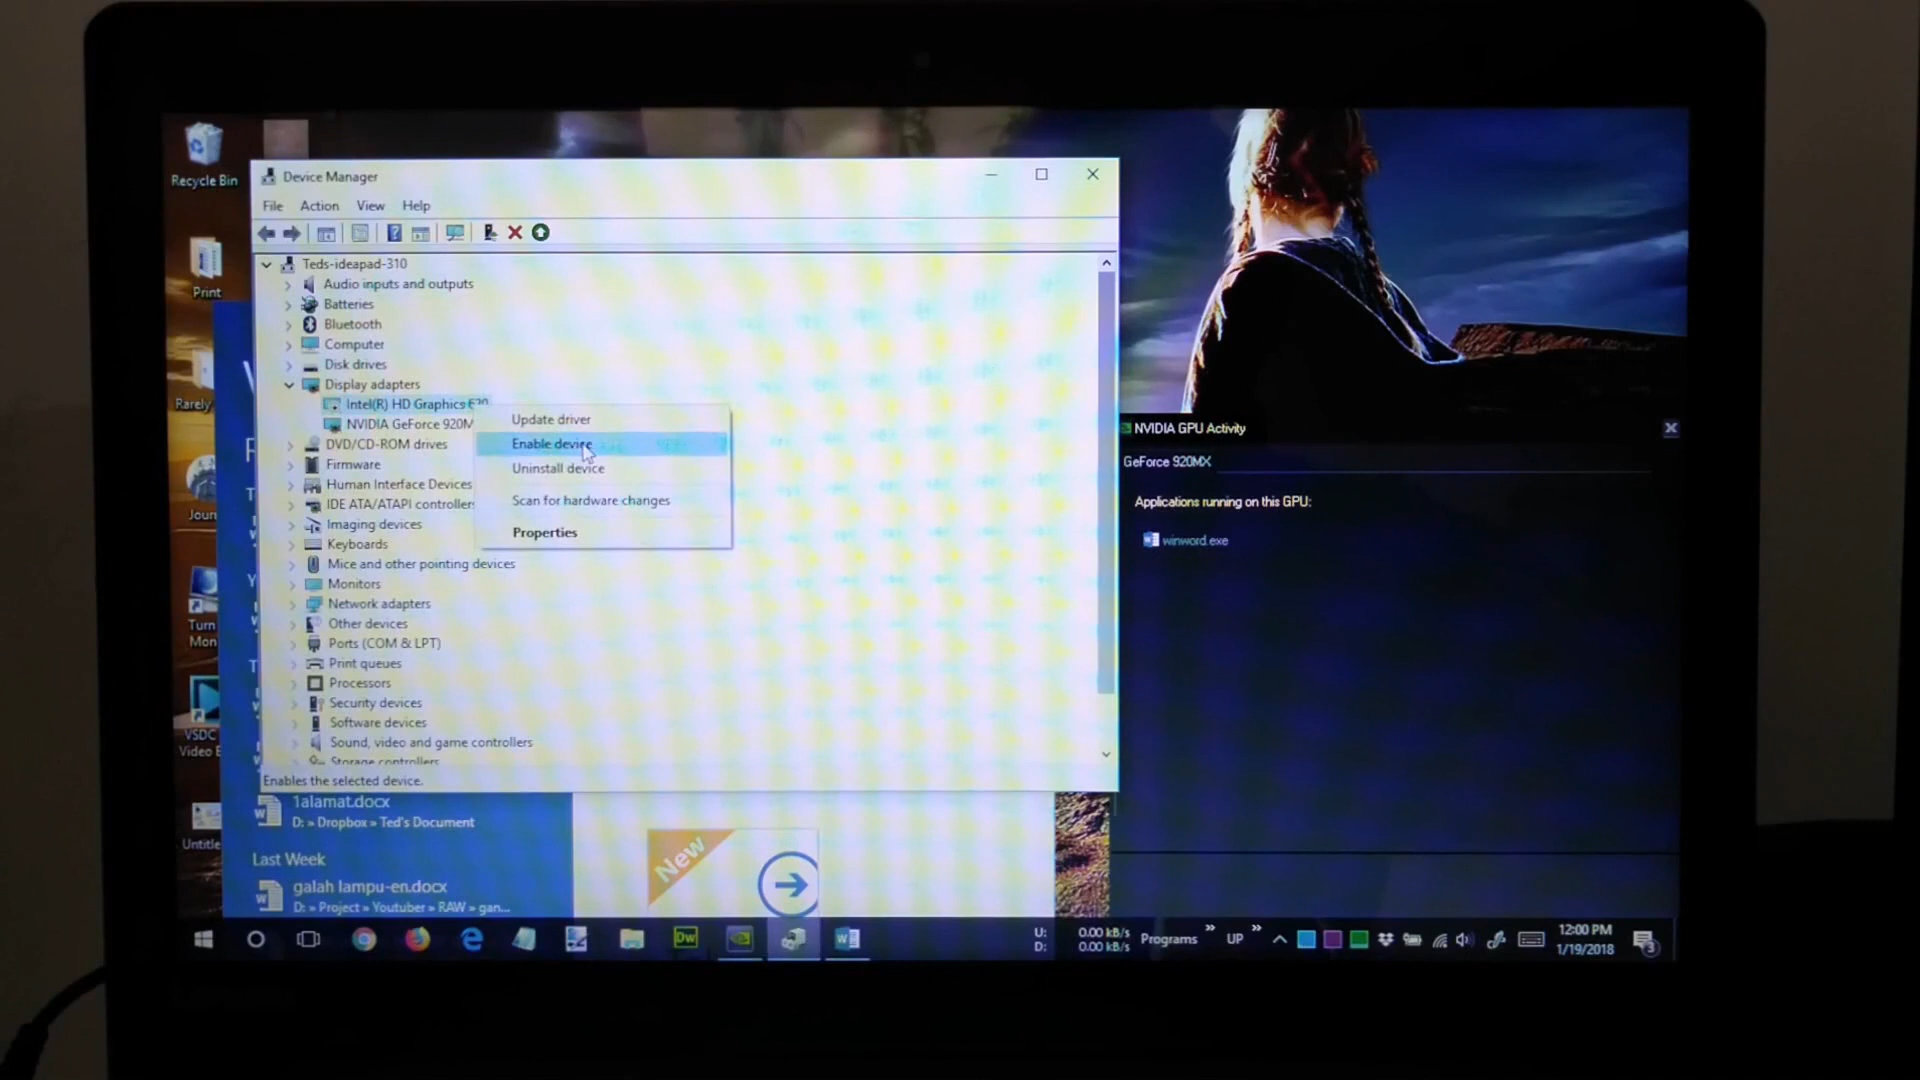 Recycle Bin
Print
Rarely
Jour
Turn
Mon
VSDC
Video E
Untitle
Device Manager
File Action View Help
Teds-ideapad-310
Audio inputs and outputs
Batteries
Bluetooth
Computer
Disk drives
Display adapters
Intel(R) HD Graphics 620
NVIDIA GeForce 920M
DVD/CD-ROM drives
Firmware
Human Interface Devices
IDE ATA/ATAPI controllers
Imaging devices
Keyboards
Mice and other pointing devices
Monitors
Network adapters
Other devices
Ports (COM & LPT)
Print queues
Processors
Security devices
Software devices
Sound, video and game controllers
Storage controllers
Enables the selected device.
Update driver
Enable device
Uninstall device
Scan for hardware changes
Properties
NVIDIA GPU Activity
GeForce 920MX
Applications running on this GPU:
winword.exe
1alamat.docx
D: » Dropbox » Ted's Document
Last Week
galah lampu-en.docx
D: » Project » Youtuber » RAW » gan...
New
Dw
U: 0.00 kB/s
D: 0.00 kB/s
Programs
UP
12:00 PM
1/19/2018
3